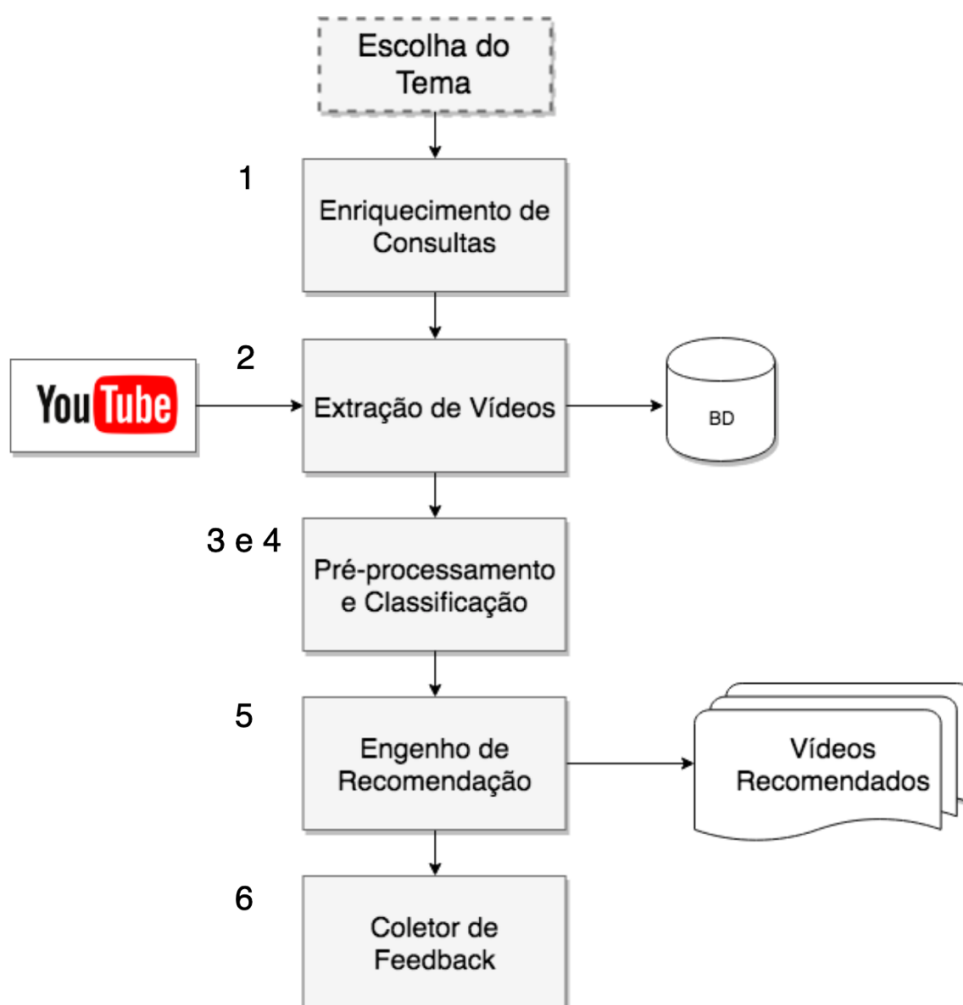 Escolha do
Tema
1
Enriquecimento de
Consultas
2
YouTube
Extração de Vídeos
BD
3 e 4
Pré-processamento
e Classificação
5
Engenho de
Recomendação
Vídeos
Recomendados
6
Coletor de
Feedback